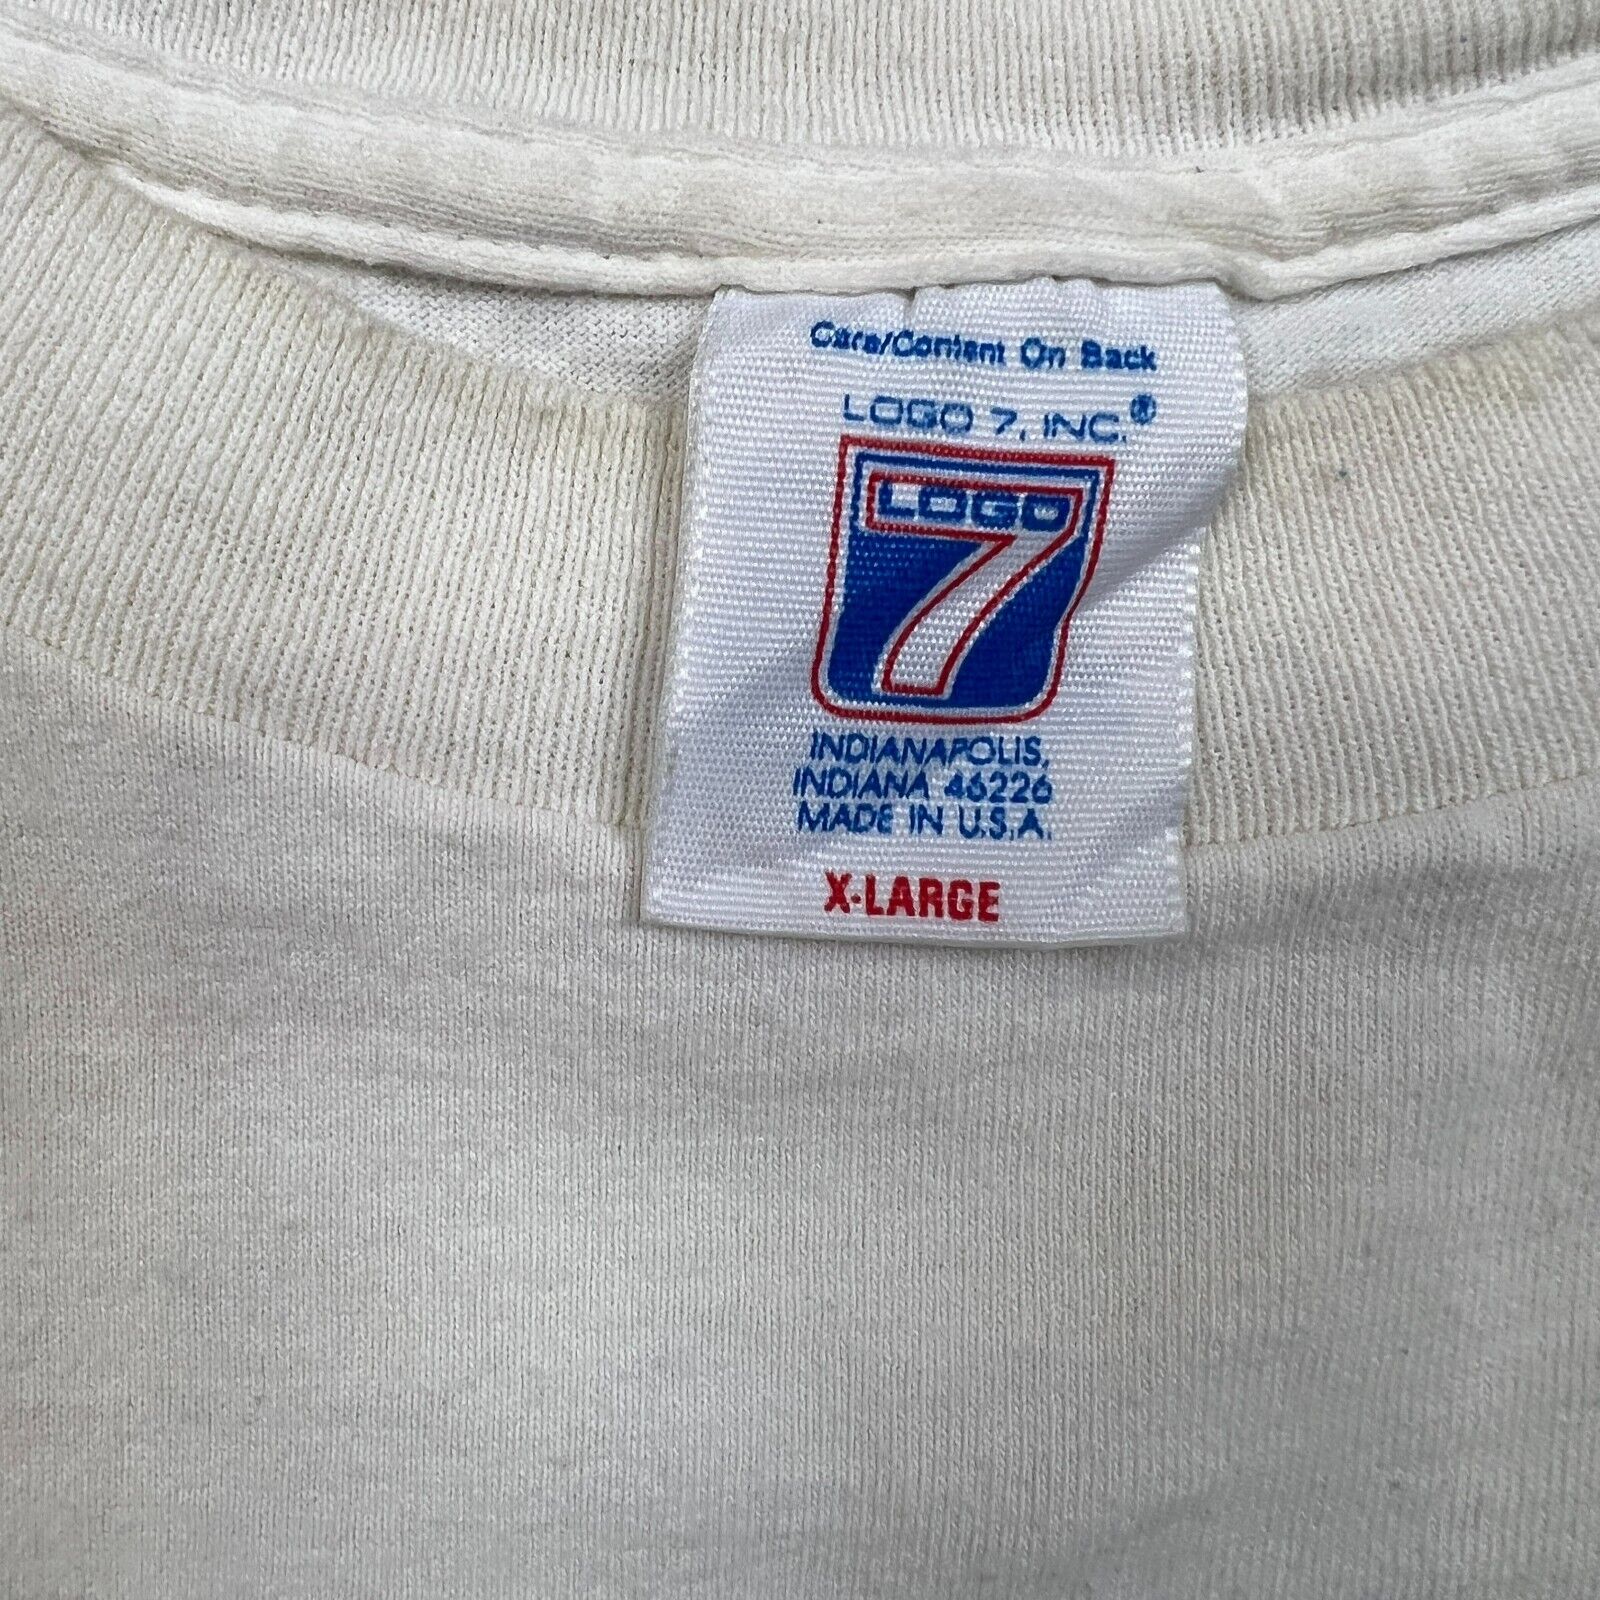 Care/Content On Back
LOGO 7, INC.®
LOGO
7
INDIANAPOLIS,
INDIANA 46226
MADE IN U.S.A.
X-LARGE